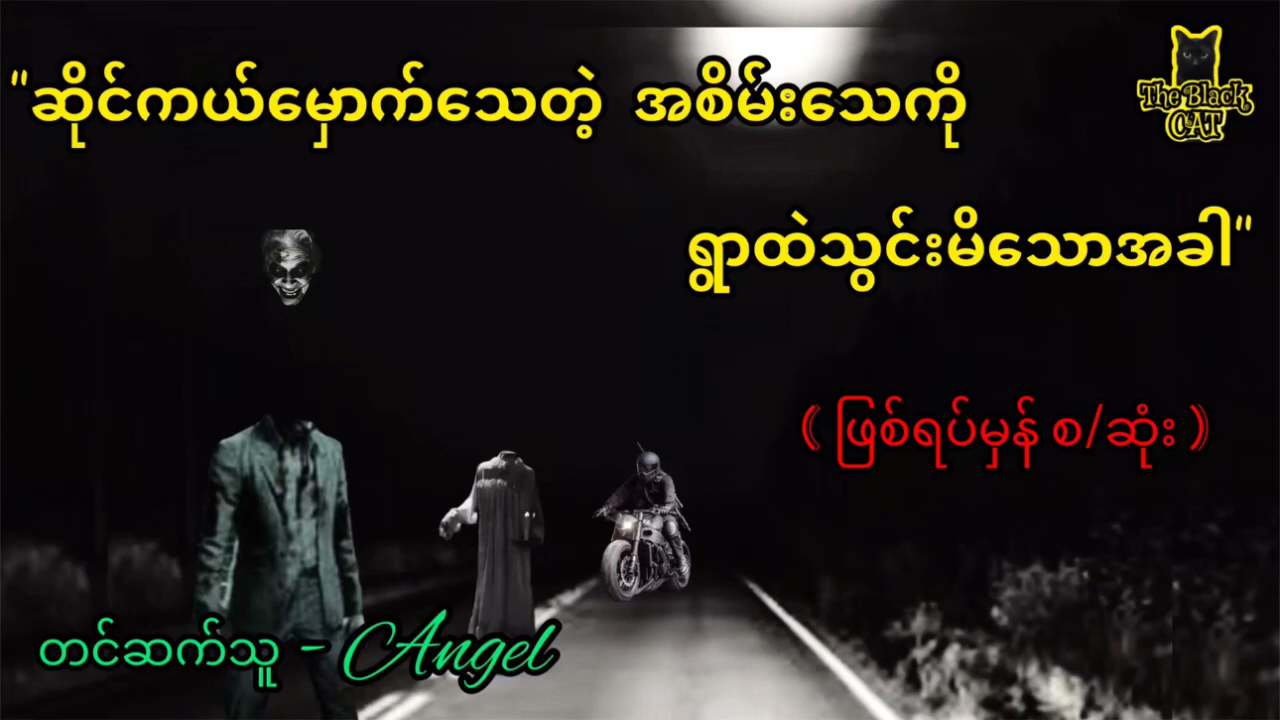 "ဆိုင်ကယ်မှောက်သေတဲ့ အစိမ်းသေကို
The Black
CAT
ရွာထဲသွင်းမိသောအခါ"
《 ဖြစ်ရပ်မှန် စ/ဆုံး 》
တင်ဆက်သူ - Angel